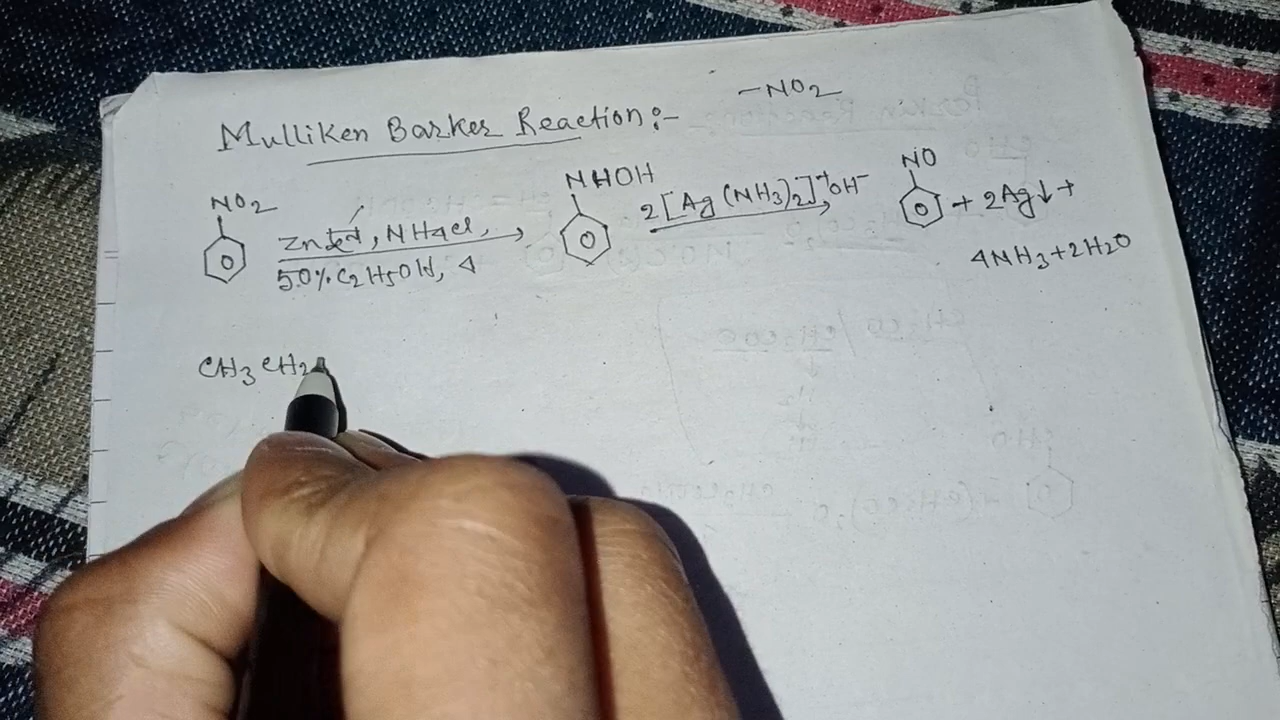 Mulliken Barker Reaction:- -NO2
NO2 NHOH NO
Zn, NH4Cl, 2[Ag(NH3)2]+OH- + 2Ag↓ +
50% C2H5OH, Δ 4NH3+2H2O
CH3CH2